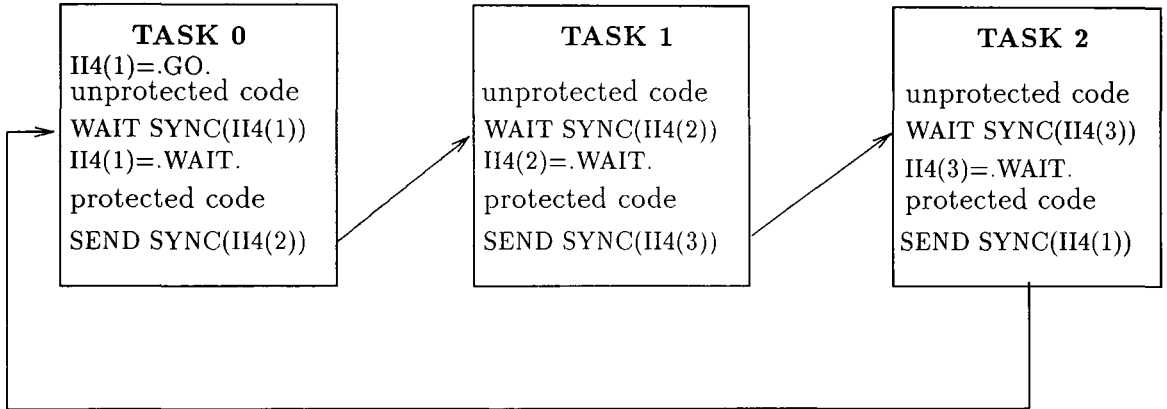 TASK 0
II4(1)=.GO.
unprotected code
WAIT SYNC(II4(1))
II4(1)=.WAIT.
protected code
SEND SYNC(II4(2))
TASK 1
unprotected code
WAIT SYNC(II4(2))
II4(2)=.WAIT.
protected code
SEND SYNC(II4(3))
TASK 2
unprotected code
WAIT SYNC(II4(3))
II4(3)=.WAIT.
protected code
SEND SYNC(II4(1))